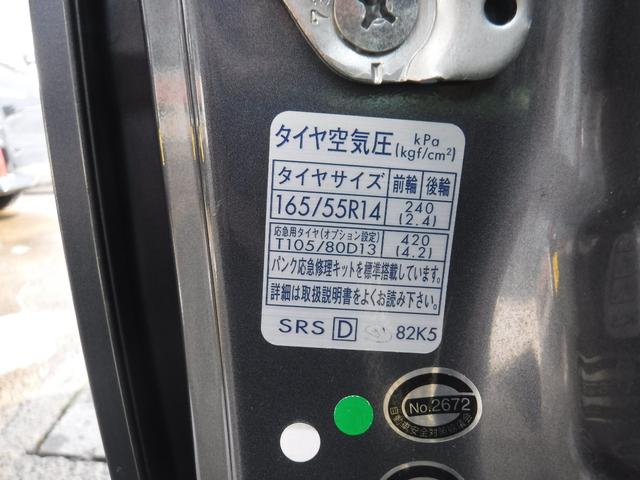 タイヤ空気圧 kPa (kgf/cm²)
タイヤサイズ 前輪 後輪
165/55R14 240 (2.4)
応急用タイヤ(オプション設定)
T105/80D13 420 (4.2)
パンク応急修理キットを標準搭載しています。
詳細は取扱説明書をよくお読み下さい。
SRS D 82K5
No.2672